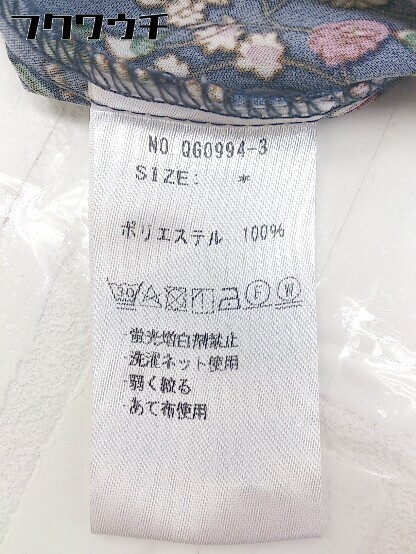 フクワウチ
NO. QG0994-3
SIZE: *
ポリエステル 100%
30 F W
蛍光増白剤禁止
・洗濯ネット使用
・弱く絞る
・あて布使用